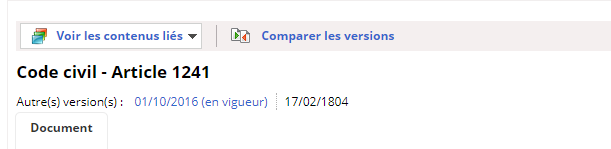 Voir les contenus liés Comparer les versions
Code civil - Article 1241
Autre(s) version(s) : 01/10/2016 (en vigueur) 17/02/1804
Document